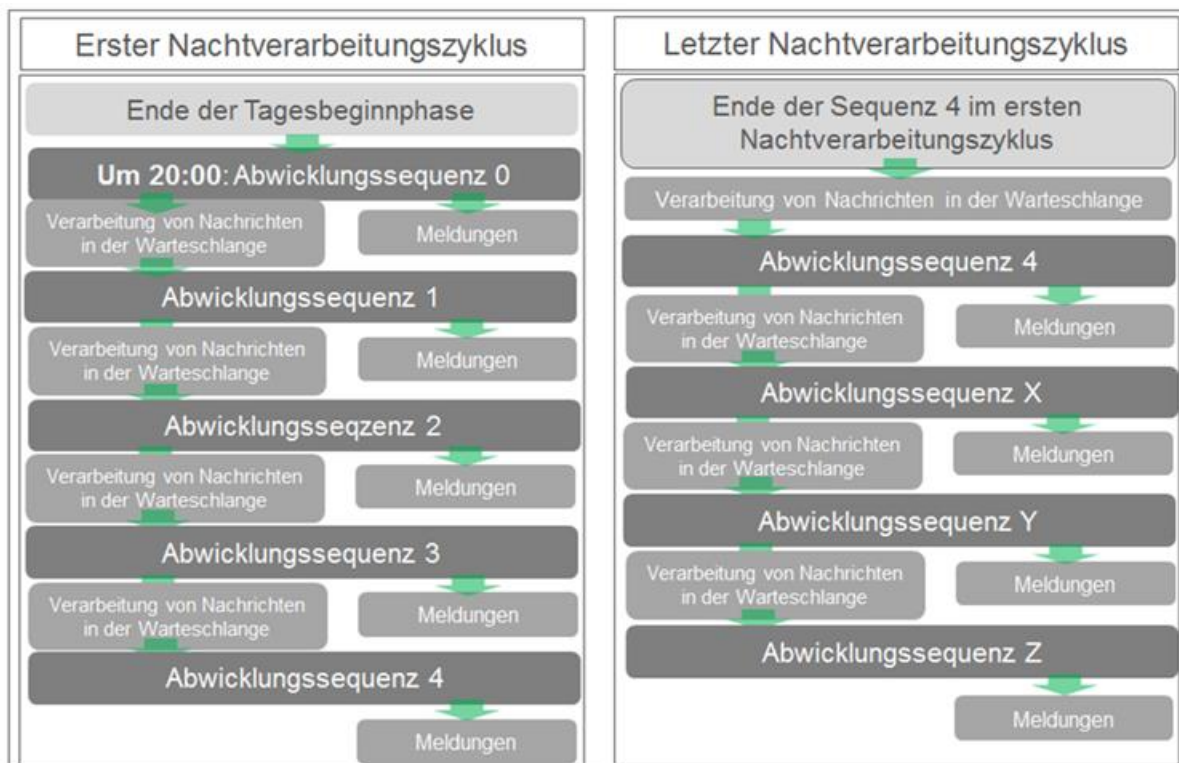 Erster Nachtverarbeitungszyklus
Ende der Tagesbeginnphase
Um 20:00: Abwicklungssequenz 0
Verarbeitung von Nachrichten
in der Warteschlange
Meldungen
Abwicklungssequenz 1
Verarbeitung von Nachrichten
in der Warteschlange
Meldungen
Abwicklungsseqzenz 2
Verarbeitung von Nachrichten
in der Warteschlange
Meldungen
Abwicklungssequenz 3
Verarbeitung von Nachrichten
in der Warteschlange
Meldungen
Abwicklungssequenz 4
Meldungen
Letzter Nachtverarbeitungszyklus
Ende der Sequenz 4 im ersten
Nachtverarbeitungszyklus
Verarbeitung von Nachrichten in der Warteschlange
Abwicklungssequenz 4
Verarbeitung von Nachrichten
in der Warteschlange
Meldungen
Abwicklungssequenz X
Verarbeitung von Nachrichten
in der Warteschlange
Meldungen
Abwicklungssequenz Y
Verarbeitung von Nachrichten
in der Warteschlange
Meldungen
Abwicklungssequenz Z
Meldungen